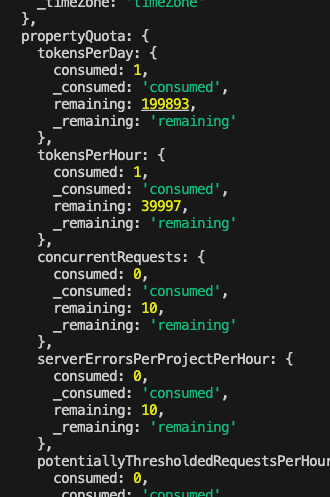 _timeZone: 'timeZone'
},
propertyQuota: {
tokensPerDay: {
consumed: 1,
_consumed: 'consumed',
remaining: 199893,
_remaining: 'remaining'
},
tokensPerHour: {
consumed: 1,
_consumed: 'consumed',
remaining: 39997,
_remaining: 'remaining'
},
concurrentRequests: {
consumed: 0,
_consumed: 'consumed',
remaining: 10,
_remaining: 'remaining'
},
serverErrorsPerProjectPerHour: {
consumed: 0,
_consumed: 'consumed',
remaining: 10,
_remaining: 'remaining'
},
potentiallyThresholdedRequestsPerHour
consumed: 0,
_consumed: 'consumed'